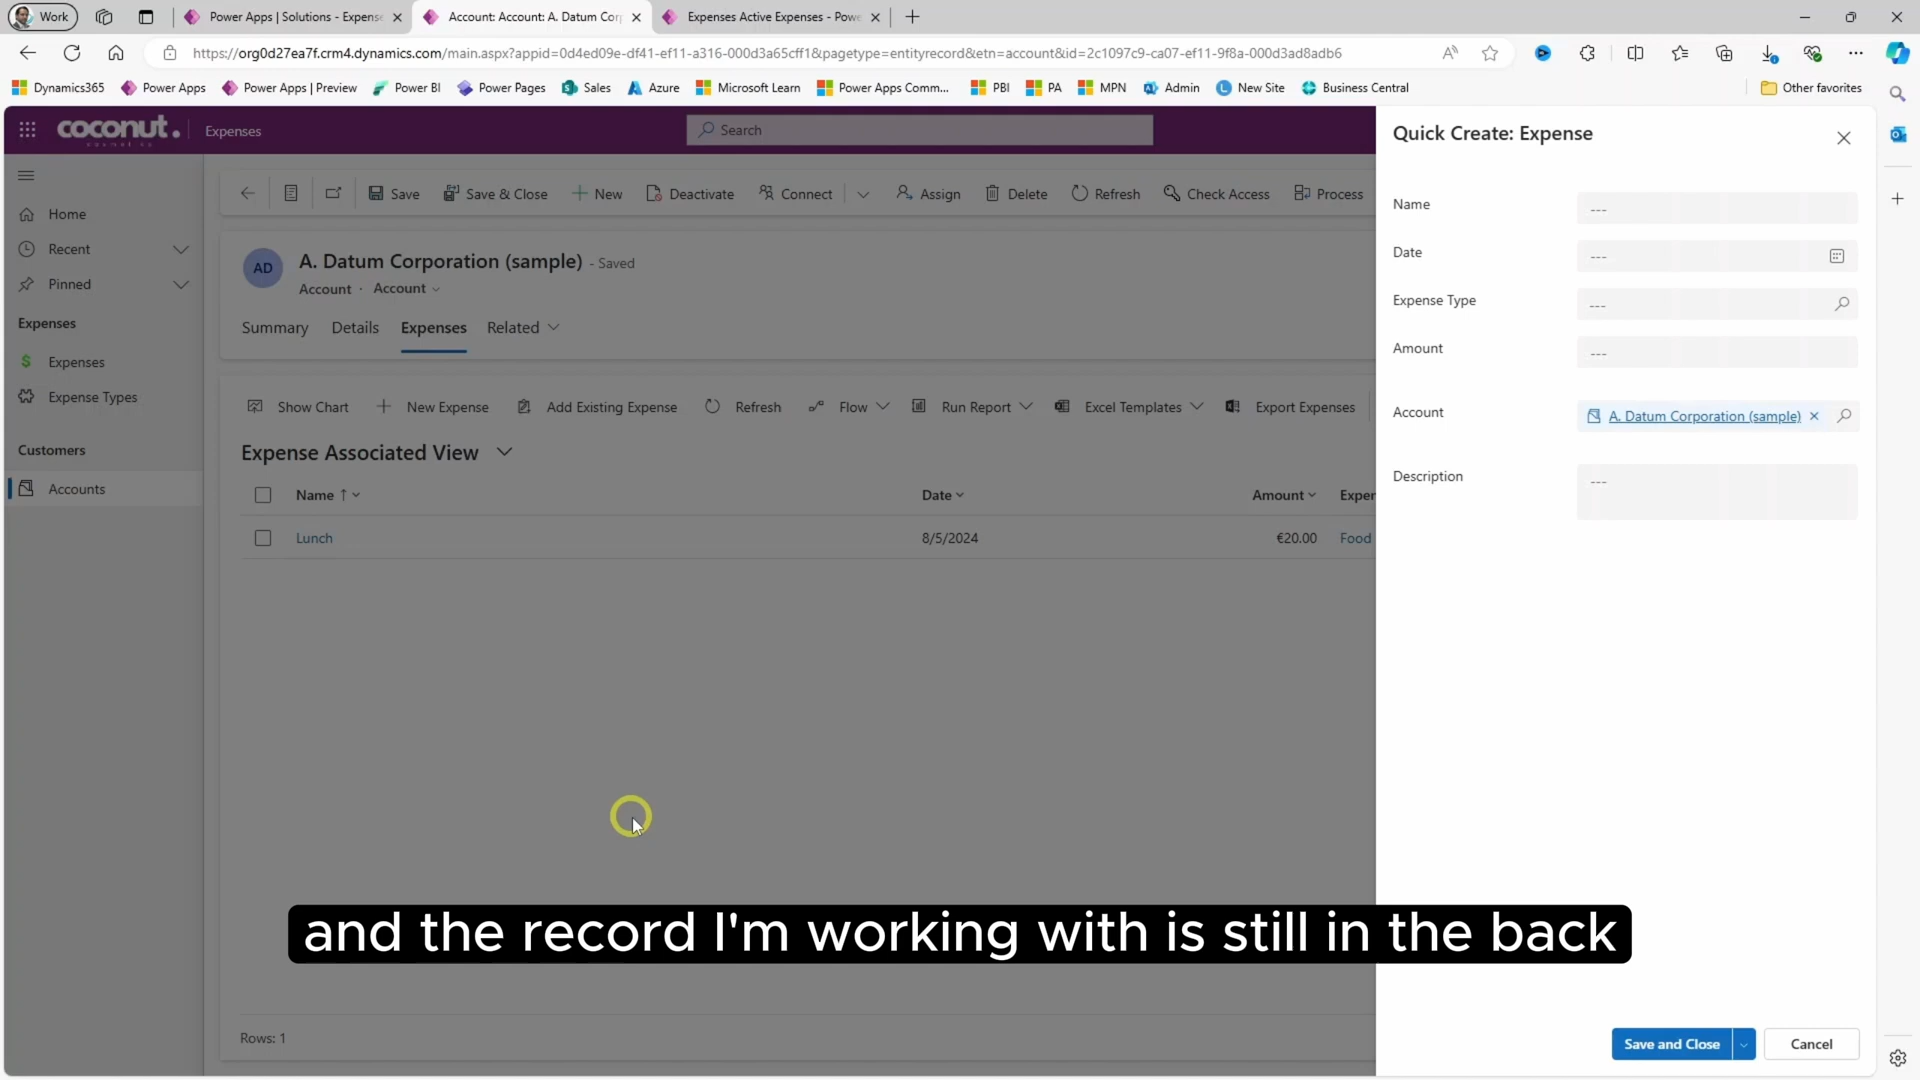 Work
Power Apps | Solutions - Expense
Account: Account: A. Datum Cor
Expenses Active Expenses - Powe
https://org0d27ea7f.crm4.dynamics.com/main.aspx?appid=0d4ed09e-df41-ef11-a316-000d3a65cff1&pagetype=entityrecord&etn=account&id=2c1097c9-ca07-ef11-9f8a-000d3ad8adb6
Dynamics365
Power Apps
Power Apps | Preview
Power BI
Power Pages
Sales
Azure
Microsoft Learn
Power Apps Comm...
PBI
PA
MPN
Admin
New Site
Business Central
Other favorites
coconut.
Expenses
Search
Home
Recent
Pinned
Expenses
Expenses
Expense Types
Customers
Accounts
Save
Save & Close
New
Deactivate
Connect
Assign
Delete
Refresh
Check Access
Process
AD
A. Datum Corporation (sample) - Saved
Account · Account
Summary
Details
Expenses
Related
Show Chart
New Expense
Add Existing Expense
Refresh
Flow
Run Report
Excel Templates
Export Expenses
Expense Associated View
Name ↑
Date
Amount
Exper
Lunch
8/5/2024
€20.00
Food
Rows: 1
Quick Create: Expense
Name
---
Date
---
Expense Type
---
Amount
---
Account
A. Datum Corporation (sample)
Description
---
and the record I'm working with is still in the back
Save and Close
Cancel